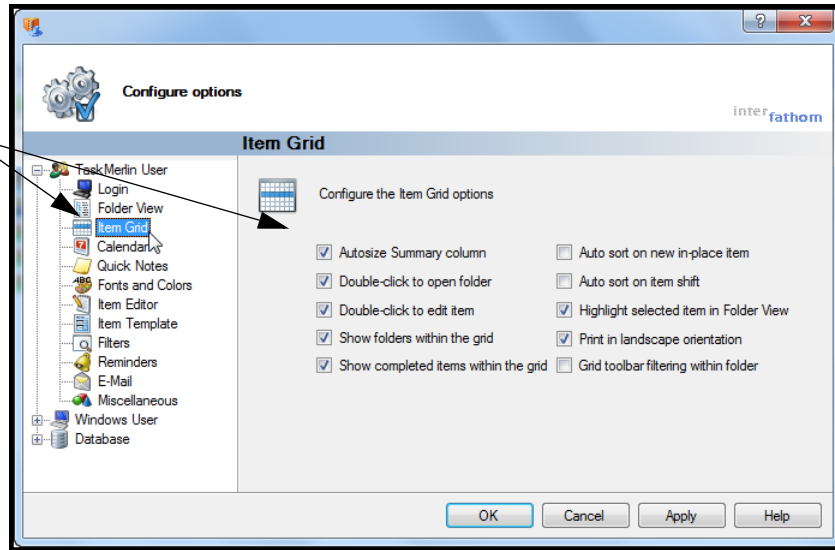 Configure options
inter fathom
Item Grid
TaskMerlin User
Login
Folder View
Item Grid
Calendar
Quick Notes
ABC
Fonts and Colors
Item Editor
Item Template
Filters
Reminders
E-Mail
Miscellaneous
Windows User
Database
Configure the Item Grid options
Autosize Summary column
Double-click to open folder
Double-click to edit item
Show folders within the grid
Show completed items within the grid
Auto sort on new in-place item
Auto sort on item shift
Highlight selected item in Folder View
Print in landscape orientation
Grid toolbar filtering within folder
OK Cancel Apply Help